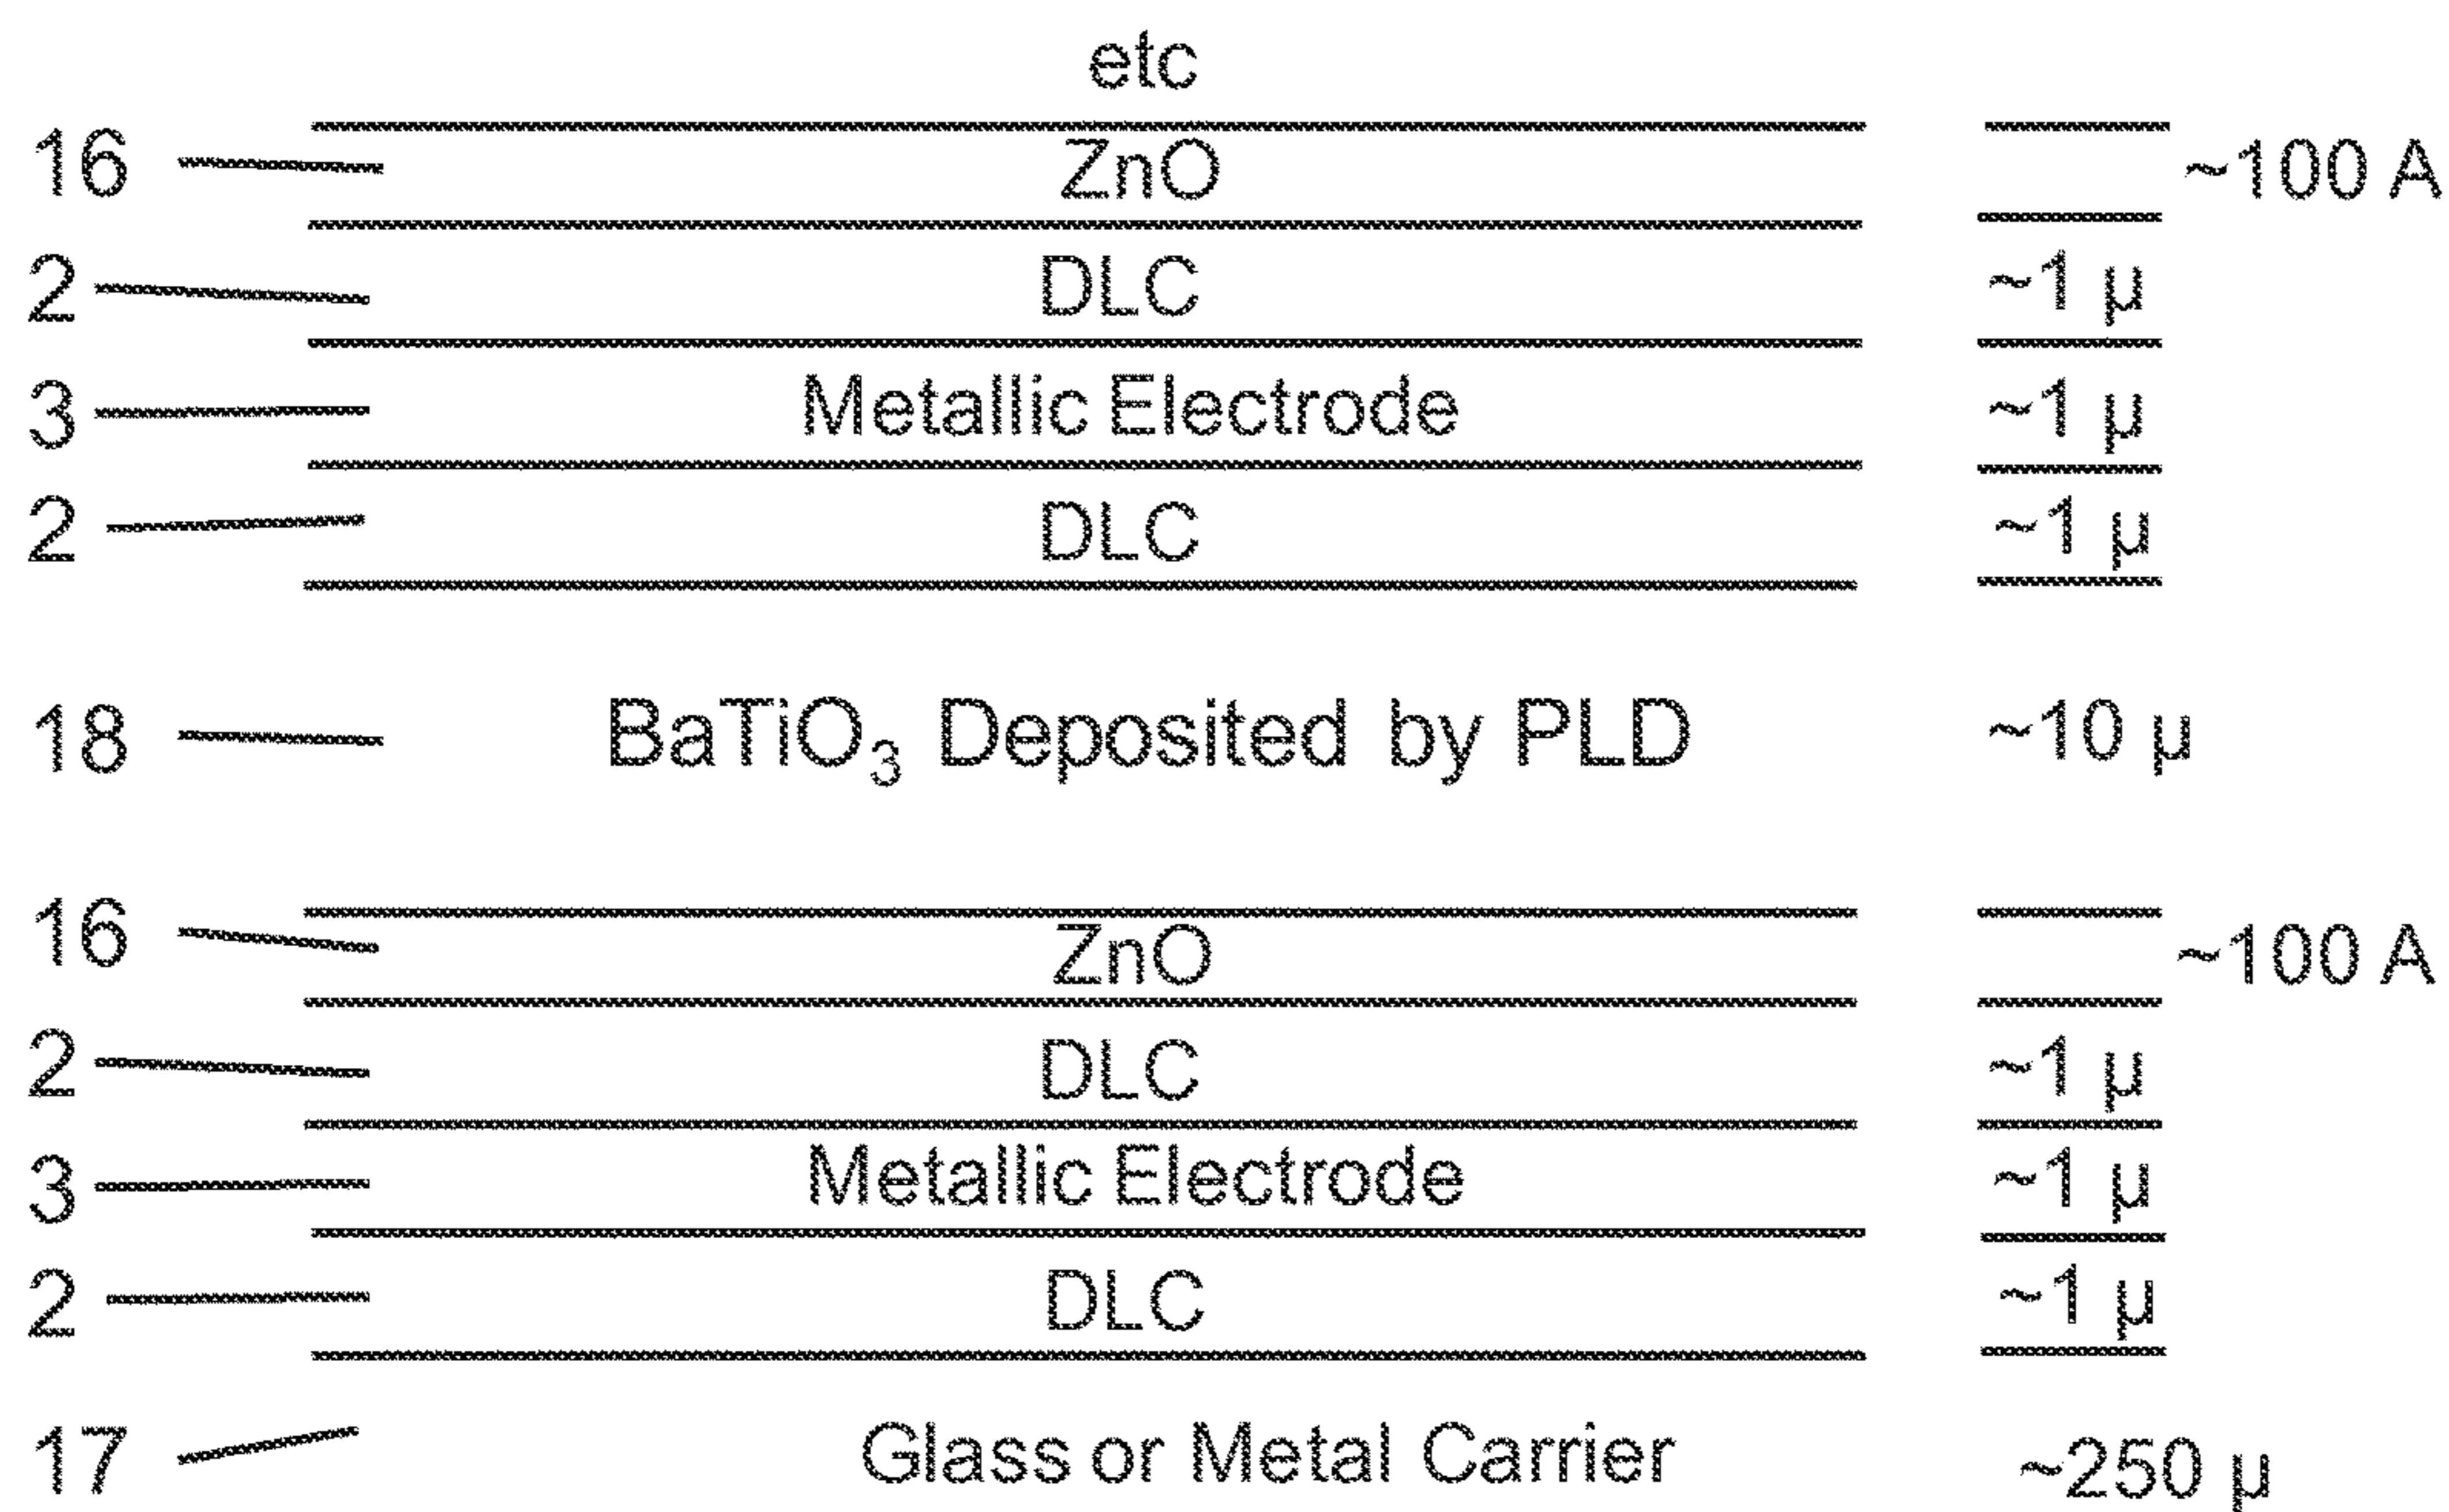 etc
16 ZnO ~100 A
2 DLC ~1 µ
3 Metallic Electrode ~1 µ
2 DLC ~1 µ
18 BaTiO₃ Deposited by PLD ~10 µ
16 ZnO ~100 A
2 DLC ~1 µ
3 Metallic Electrode ~1 µ
2 DLC ~1 µ
17 Glass or Metal Carrier ~250 µ